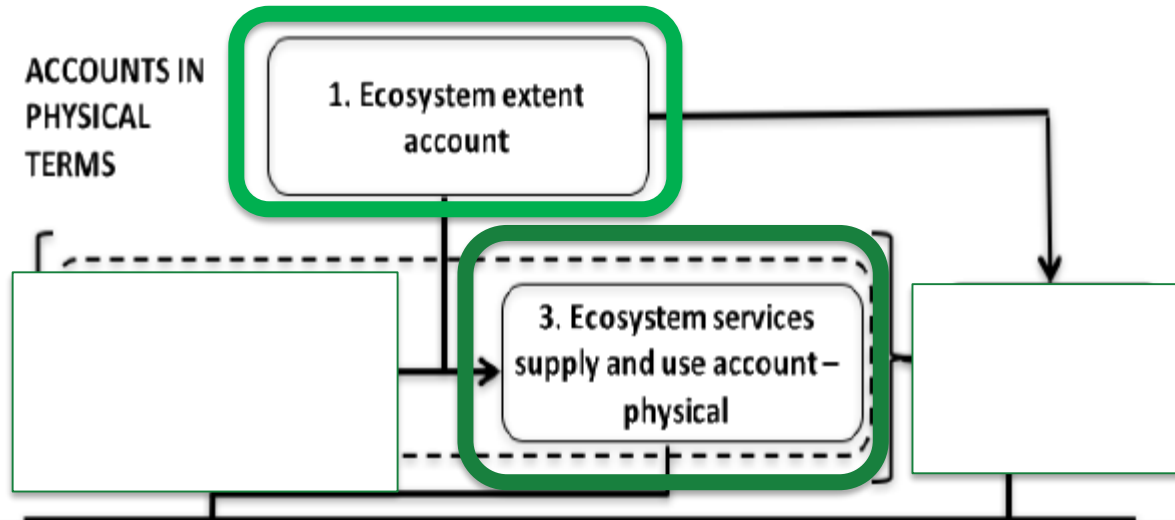 ACCOUNTS IN
PHYSICAL
TERMS
1. Ecosystem extent
account
3. Ecosystem services
supply and use account –
physical